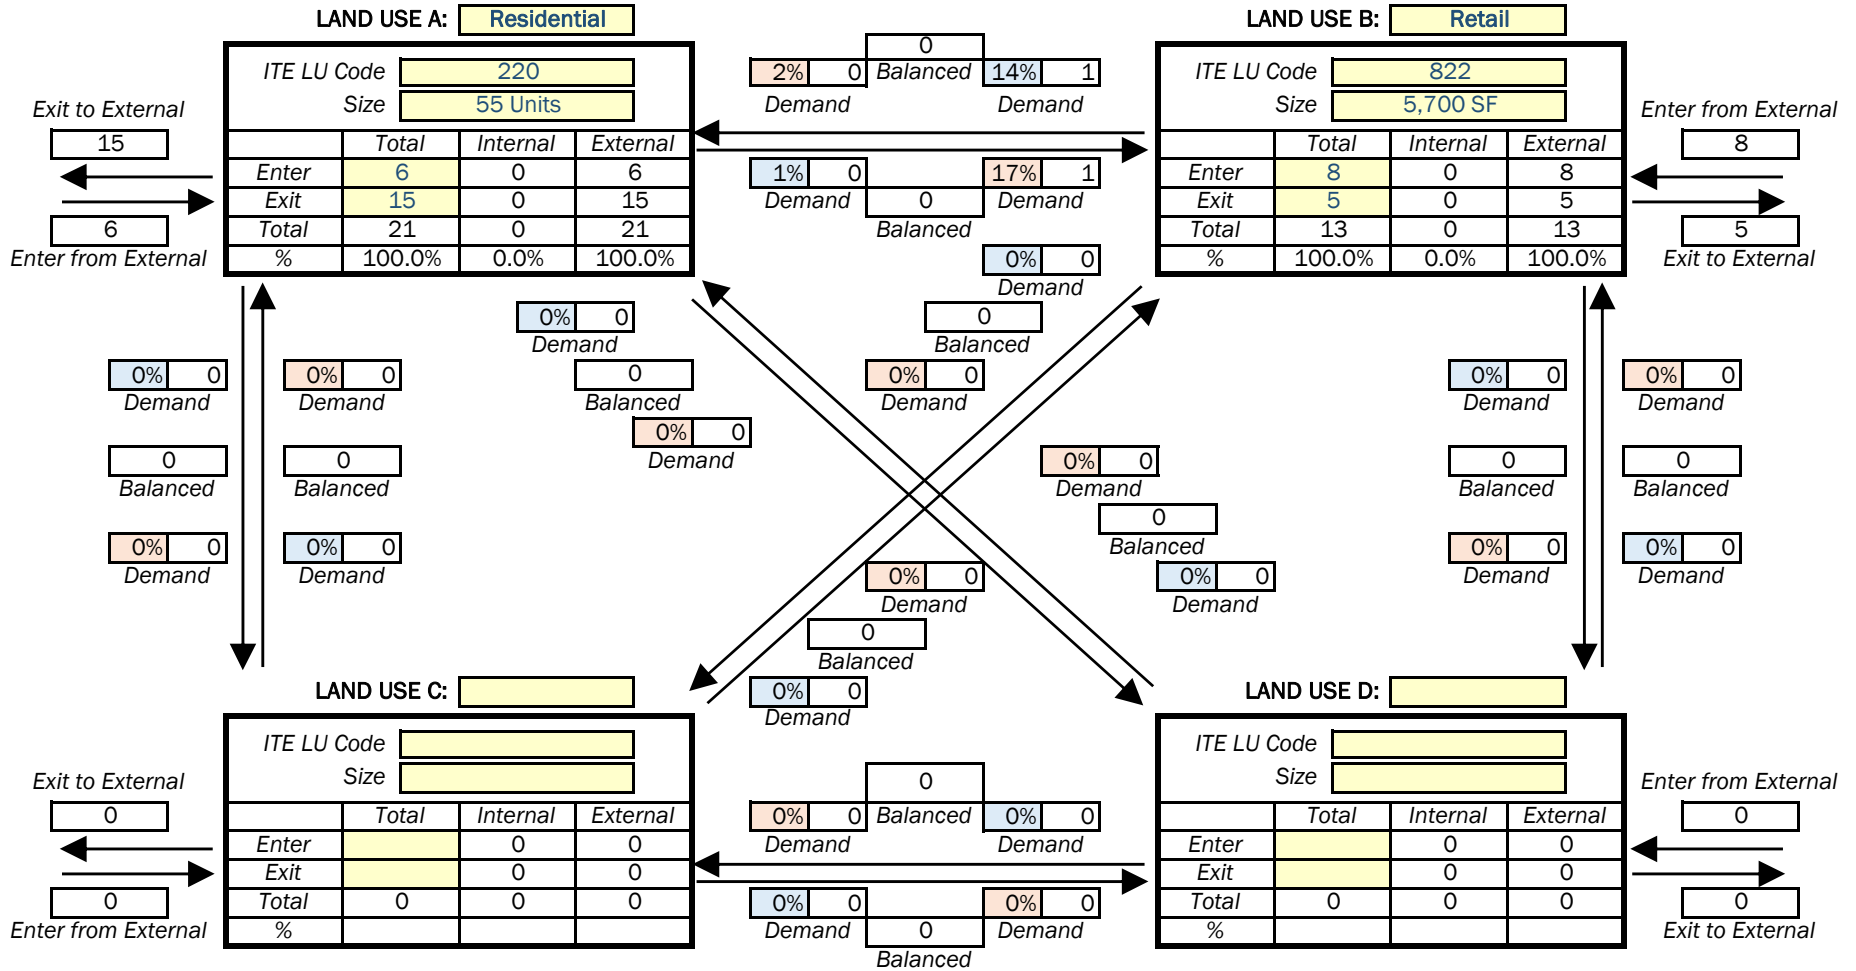 LAND USE A: Residential
LAND USE B: Retail
0
2% 0 Balanced 14% 1
Demand Demand
ITE LU Code 220
Size 55 Units
ITE LU Code 822
Size 5,700 SF
Exit to External
15
Enter from External
8
Total Internal External
Enter 6 0 6
Exit 15 0 15
Total 21 0 21
% 100.0% 0.0% 100.0%
6
Enter from External
1% 0 17% 1
Demand 0 Demand
Balanced
Total Internal External
Enter 8 0 8
Exit 5 0 5
Total 13 0 13
% 100.0% 0.0% 100.0%
5
Exit to External
0% 0
Demand
0
Balanced
0% 0
Demand
0% 0
Demand
0
Balanced
0% 0
Demand
0% 0 0% 0
Demand Demand
0 0
Balanced Balanced
0% 0 0% 0
Demand Demand
0% 0
Demand
0
Balanced
0% 0
Demand
0% 0 0% 0
Demand Demand
0 0
Balanced Balanced
0% 0 0% 0
Demand Demand
0% 0
Demand
0
Balanced
0% 0
Demand
LAND USE C:
LAND USE D:
ITE LU Code
Size
ITE LU Code
Size
Exit to External
0
Enter from External
0
0
0% 0 Balanced 0% 0
Demand Demand
Total Internal External
Enter 0 0
Exit 0 0
Total 0 0 0
%
0
Enter from External
0% 0 0% 0
Demand 0 Demand
Balanced
Total Internal External
Enter 0 0
Exit 0 0
Total 0 0 0
%
0
Exit to External